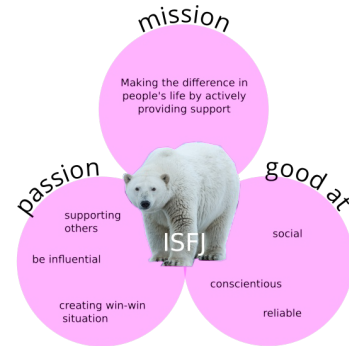 mission
Making the difference in
people's life by actively
providing support
passion
supporting
others
be influential
creating win-win
situation
ISFJ
good at
social
conscientious
reliable